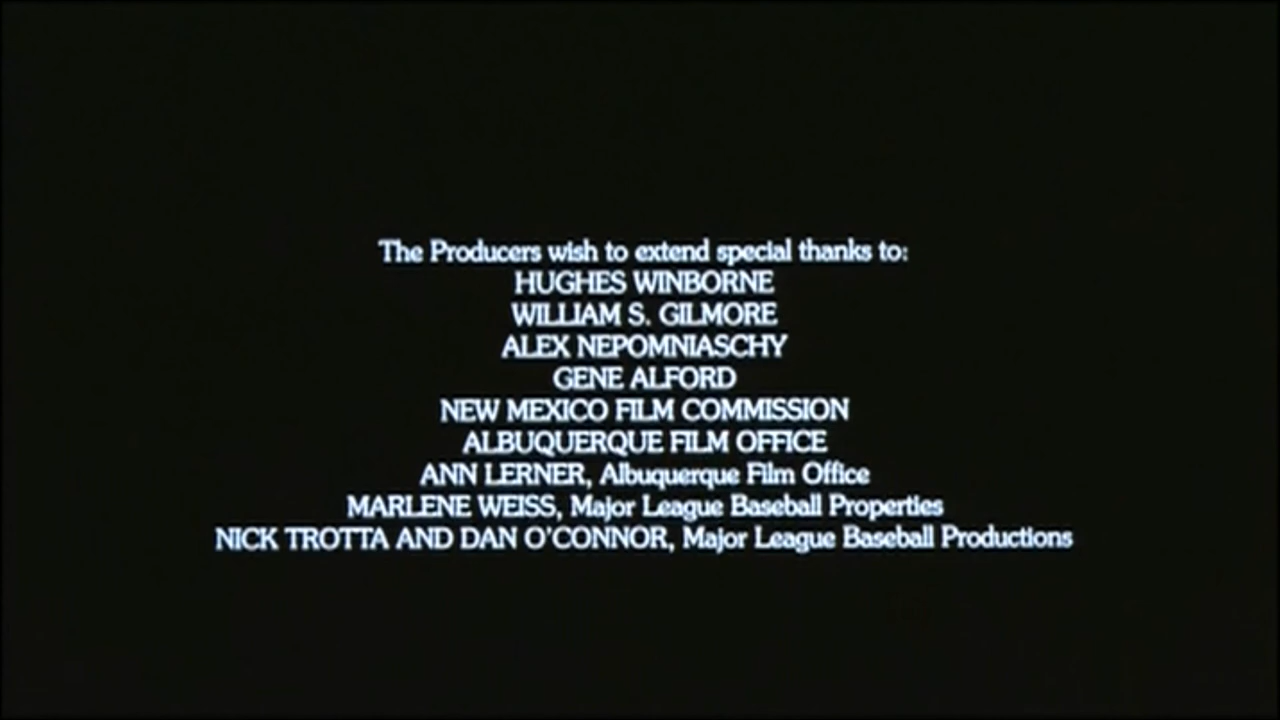 The Producers wish to extend special thanks to:
HUGHES WINBORNE
WILLIAM S. GILMORE
ALEX NEPOMNIASCHY
GENE ALFORD
NEW MEXICO FILM COMMISSION
ALBUQUERQUE FILM OFFICE
ANN LERNER, Albuquerque Film Office
MARLENE WEISS, Major League Baseball Properties
NICK TROTTA AND DAN O'CONNOR, Major League Baseball Productions